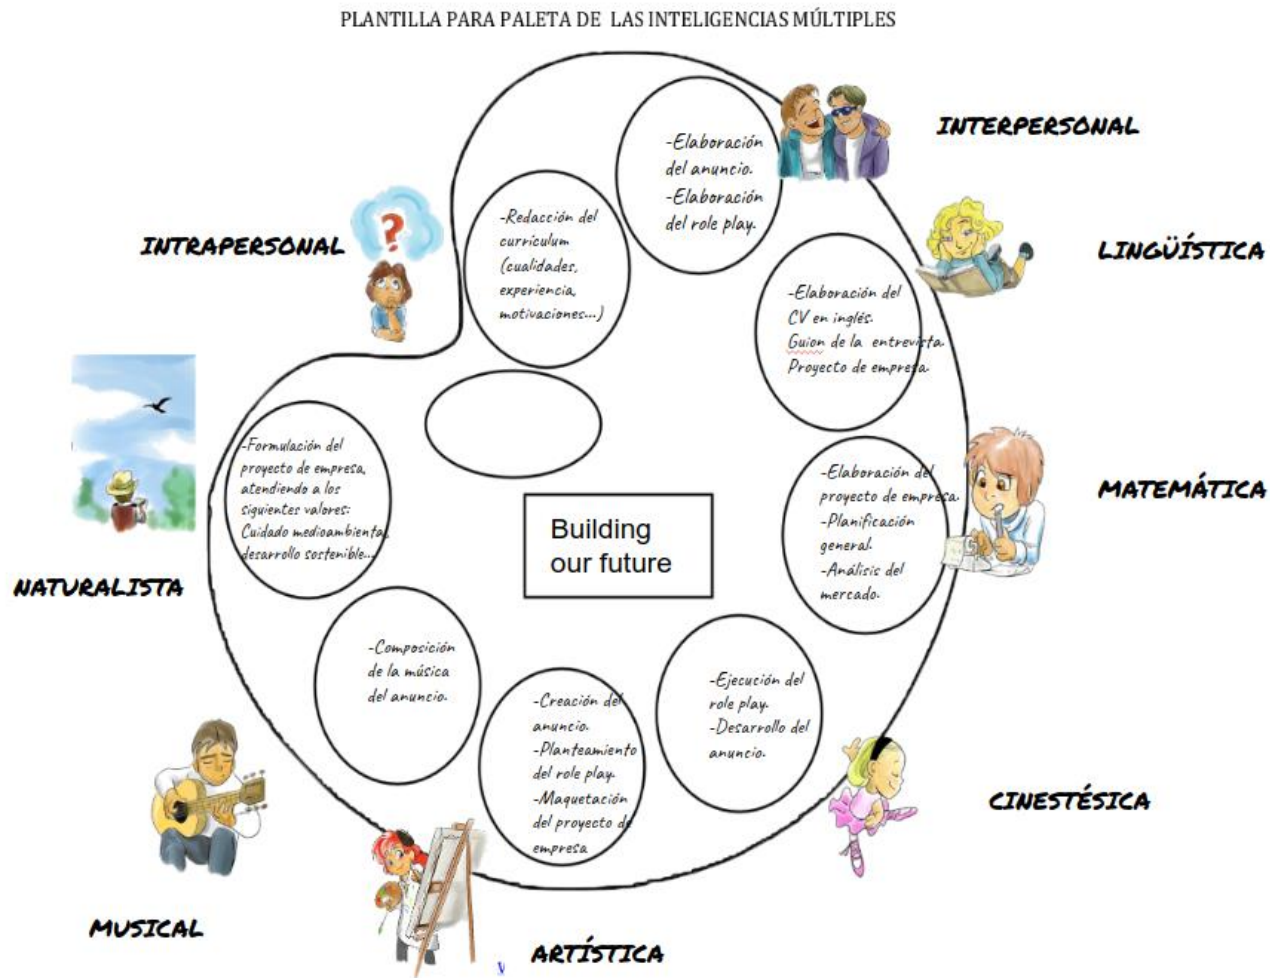 PLANTILLA PARA PALETA DE LAS INTELIGENCIAS MÚLTIPLES
INTERPERSONAL
-Elaboración
del anuncio.
-Elaboración
del role play.
INTRAPERSONAL
-Redacción del
curriculum
(cualidades,
experiencia,
motivaciones...)
LINGÜÍSTICA
-Elaboración del
CV en inglés.
Guion de la entrevista.
Proyecto de empresa.
NATURALISTA
-Formulación del
proyecto de empresa,
atendiendo a los
siguientes valores:
Cuidado medioambiental,
desarrollo sostenible...
MATEMÁTICA
-Elaboración del
proyecto de empresa.
-Planificación
general.
-Análisis del
mercado.
Building
our future
MUSICAL
-Composición
de la música
del anuncio.
ARTÍSTICA
-Creación del
anuncio.
-Planteamiento
del role play.
-Maquetación
del proyecto de
empresa
CINESTÉSICA
-Ejecución del
role play.
-Desarrollo del
anuncio.